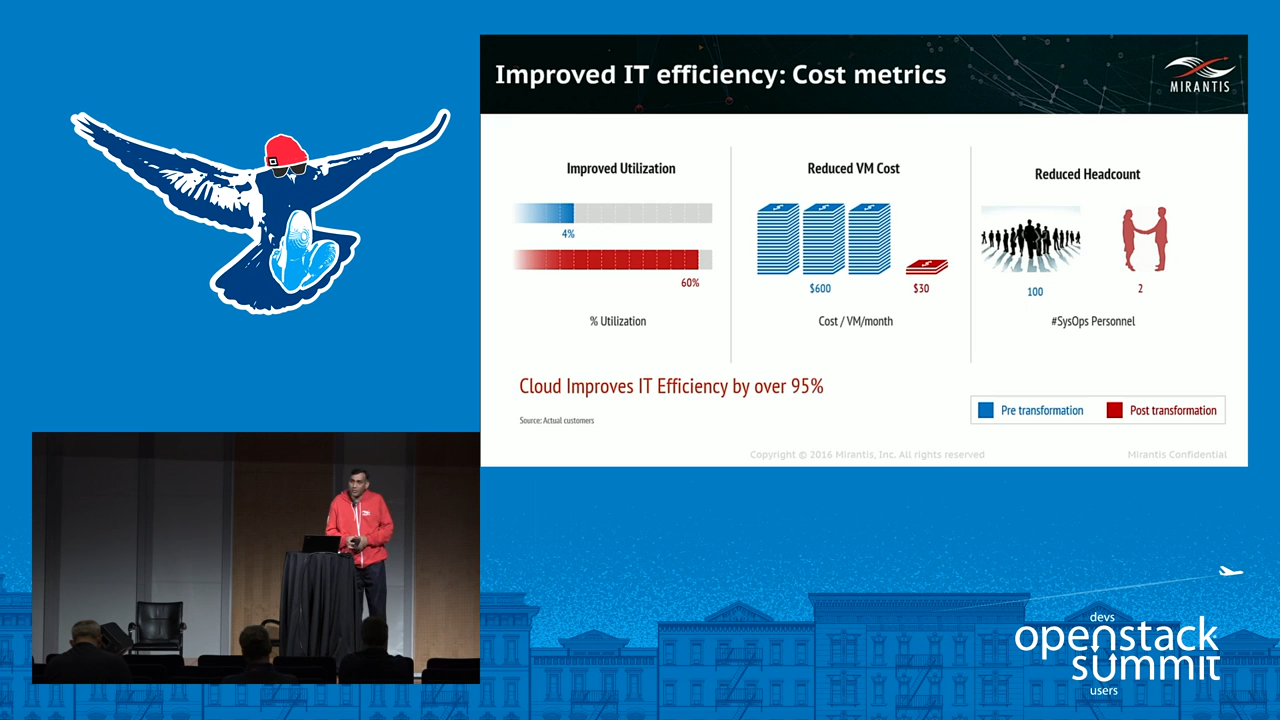 Improved IT efficiency: Cost metrics
MIRANTIS
Improved Utilization
4%
60%
% Utilization
Reduced VM Cost
$600
$30
Cost / VM/month
Reduced Headcount
100
2
#SysOps Personnel
Cloud Improves IT Efficiency by over 95%
Source: Actual customers
Pre transformation
Post transformation
Copyright © 2016 Mirantis, Inc. All rights reserved
Mirantis Confidential
devs
openstack
summit
users